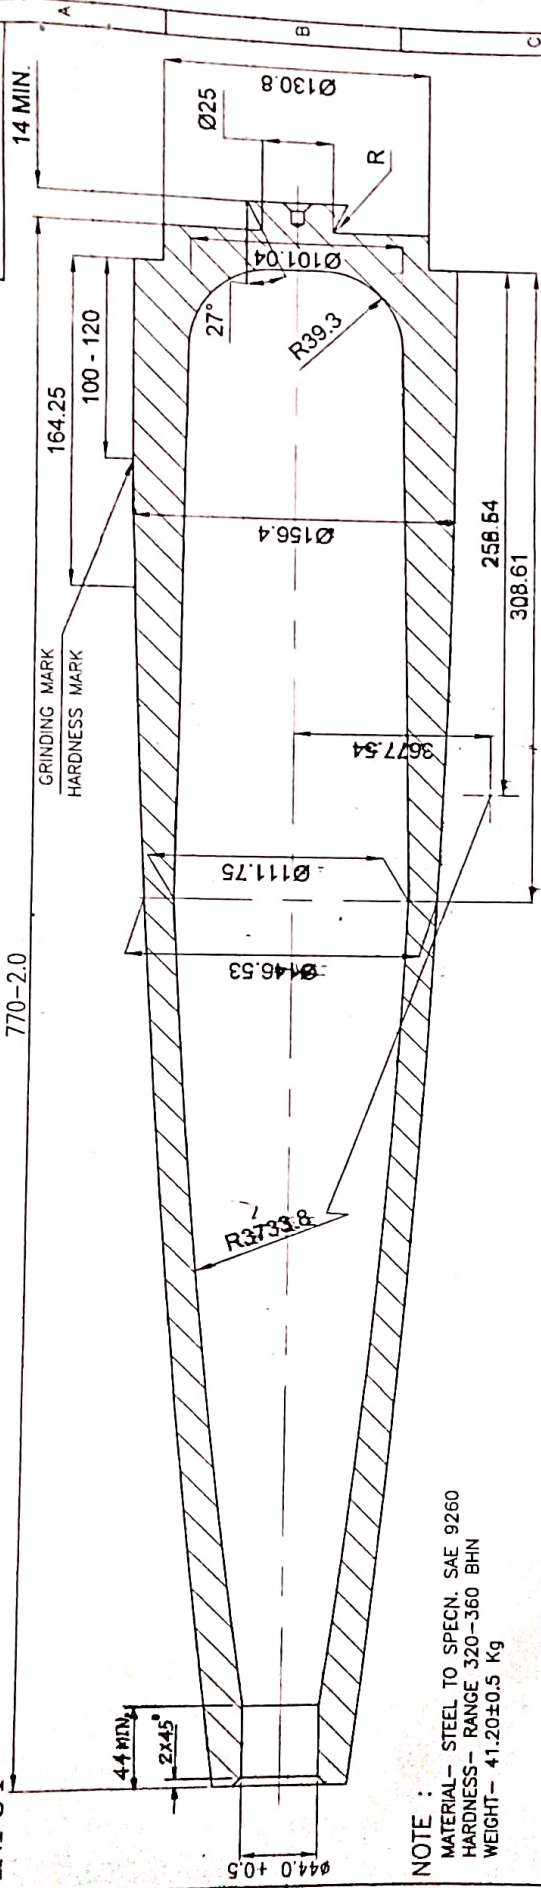 A
B
C
14 MIN.
Ø130.8
Ø25
R
Ø101.04
27°
R39.3
100 - 120
164.25
Ø156.4
GRINDING MARK
HARDNESS MARK
258.54
308.61
3677.54
Ø111.75
Ø146.53
770-2.0
R3733.8
44 MIN.
2X45°
Ø44.0 +0.5
NOTE :
MATERIAL- STEEL TO SPECN. SAE 9260
HARDNESS- RANGE 320-360 BHN
WEIGHT- 41.20±0.5 Kg